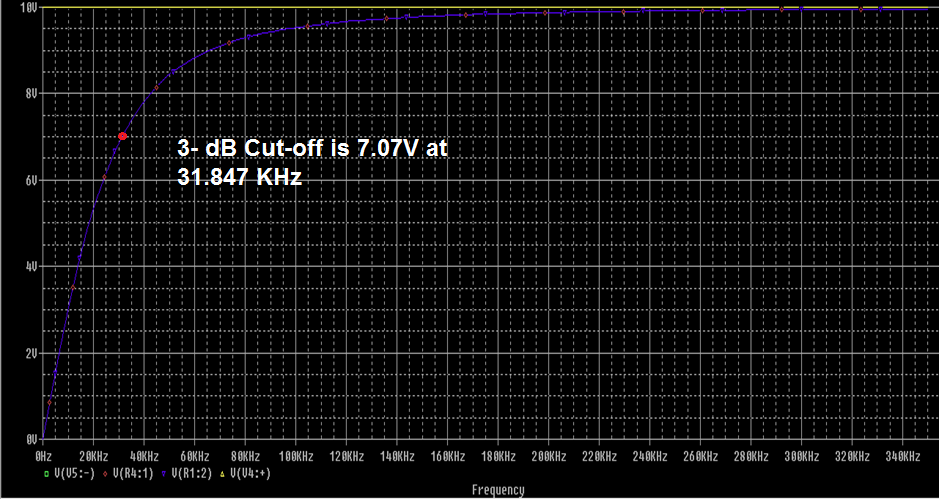 10V
3- dB Cut-off is 7.07V at
31.847 KHz
8V
6V
4V
2V
0V
0Hz 20KHz 40KHz 60KHz 80KHz 100KHz 120KHz 140KHz 160KHz 180KHz 200KHz 220KHz 240KHz 260KHz 280KHz 300KHz 320KHz 340KHz
V(V5:-) V(R4:1) V(R1:2) V(V4:+)
Frequency